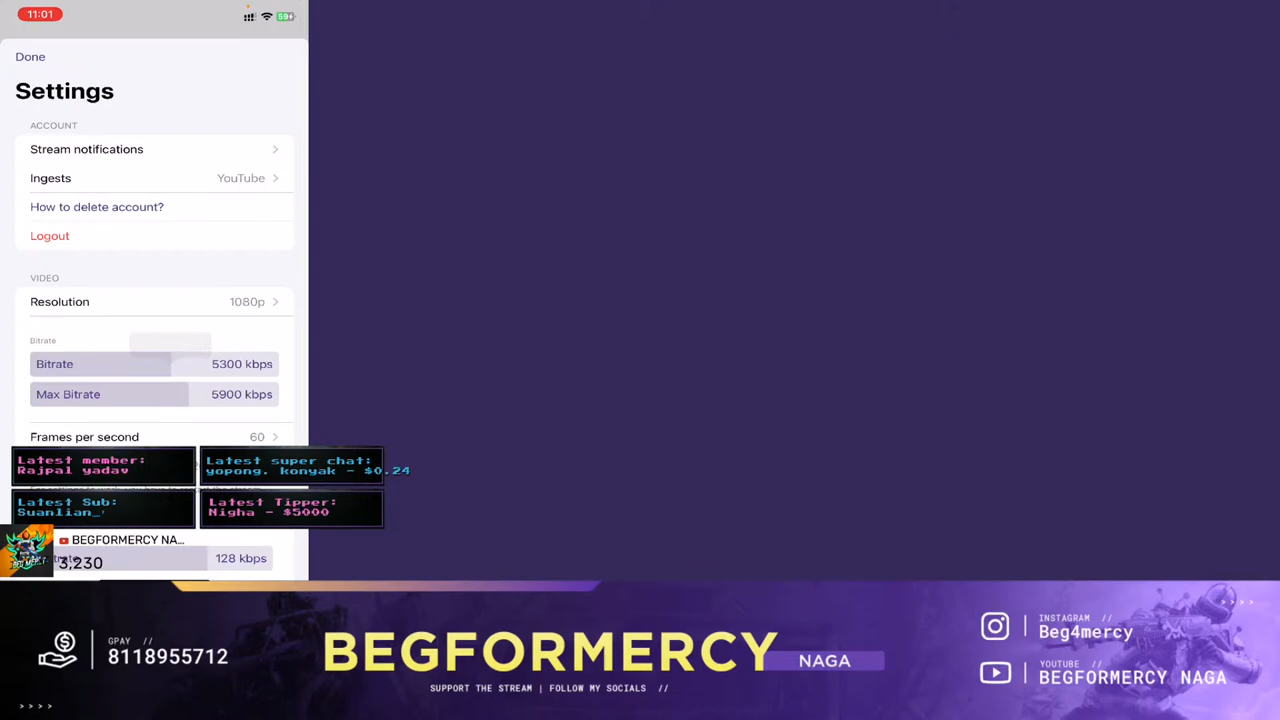 11:01
69
Done
Settings
ACCOUNT
Stream notifications
Ingests YouTube
How to delete account?
Logout
VIDEO
Resolution 1080p
Bitrate
Bitrate 5300 kbps
Max Bitrate 5900 kbps
Frames per second 60
Latest member:
Rajpal yadav
Latest super chat:
yopong. konyak - $0.24
Latest Sub:
Suanlian_
Latest Tipper:
Nigha - $5000
BEGFORMERCY NA...
3,230
128 kbps
GPAY //
8118955712
BEGFORMERCY
NAGA
SUPPORT THE STREAM | FOLLOW MY SOCIALS //
INSTAGRAM //
Beg4mercy
YOUTUBE //
BEGFORMERCY NAGA